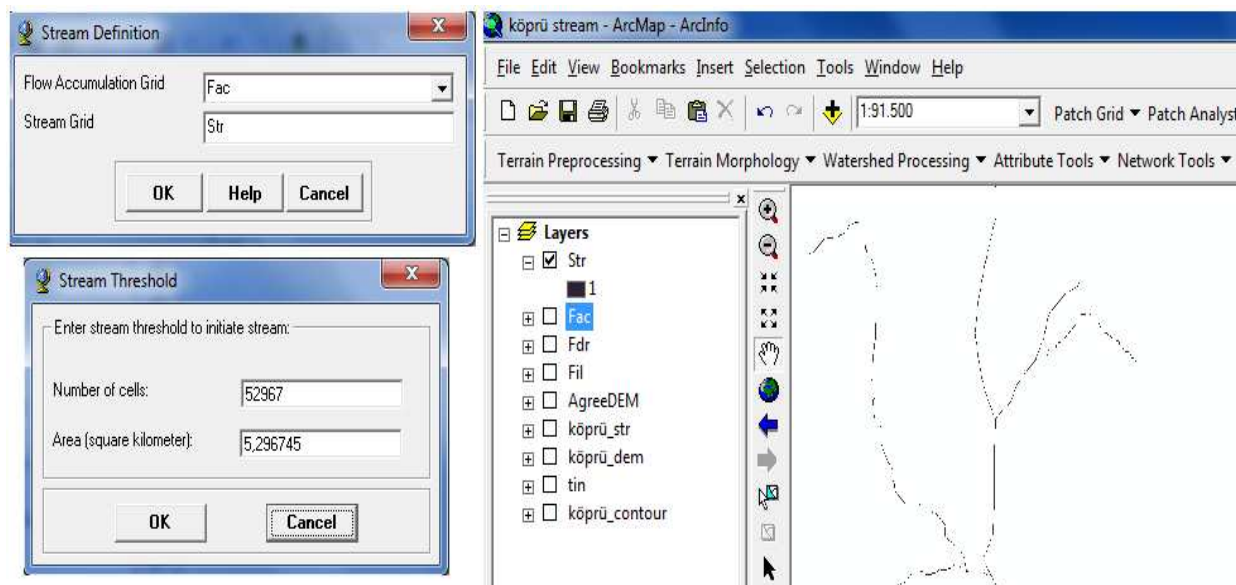 Stream Definition
Flow Accumulation Grid
Fac
Stream Grid
Str
OK
Help
Cancel
Stream Threshold
Enter stream threshold to initiate stream:
Number of cells:
52967
Area (square kilometer):
5,296745
OK
Cancel
köprü stream - ArcMap - ArcInfo
File Edit View Bookmarks Insert Selection Tools Window Help
1:91.500
Patch Grid
Patch Analyst
Terrain Preprocessing
Terrain Morphology
Watershed Processing
Attribute Tools
Network Tools
Layers
Str
1
Fac
Fdr
Fil
AgreeDEM
köprü_str
köprü_dem
tin
köprü_contour